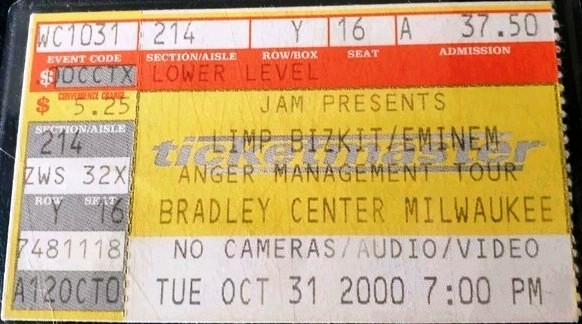 WC1031 214 Y 16 A 37.50
EVENT CODE SECTION/AISLE ROW/BOX SEAT ADMISSION
$ 0CCTX LOWER LEVEL
CONVENIENCE CHARGE
$ 5.25 JAM PRESENTS
SECTION/AISLE
214 LIMP BIZKIT/EMINEM
ticketmaster
ZWS 32X ANGER MANAGEMENT TOUR
ROW SEAT
Y 16 BRADLEY CENTER MILWAUKEE
7481118 NO CAMERAS/AUDIO/VIDEO
A12OCT0 TUE OCT 31 2000 7:00 PM